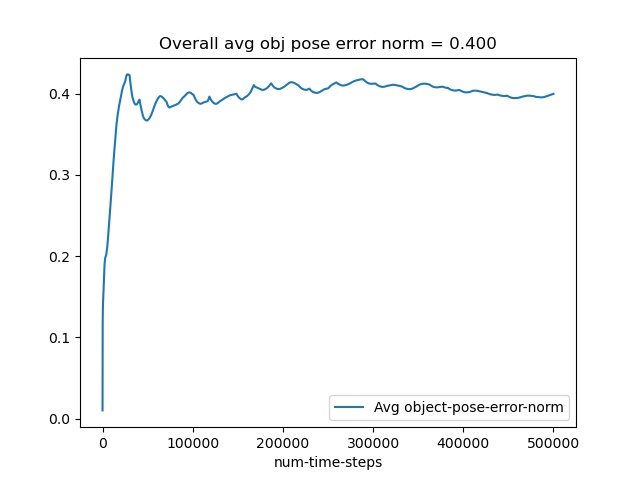 Overall avg obj pose error norm = 0.400
0.4
0.3
0.2
0.1
0.0
Avg object-pose-error-norm
0 100000 200000 300000 400000 500000
num-time-steps